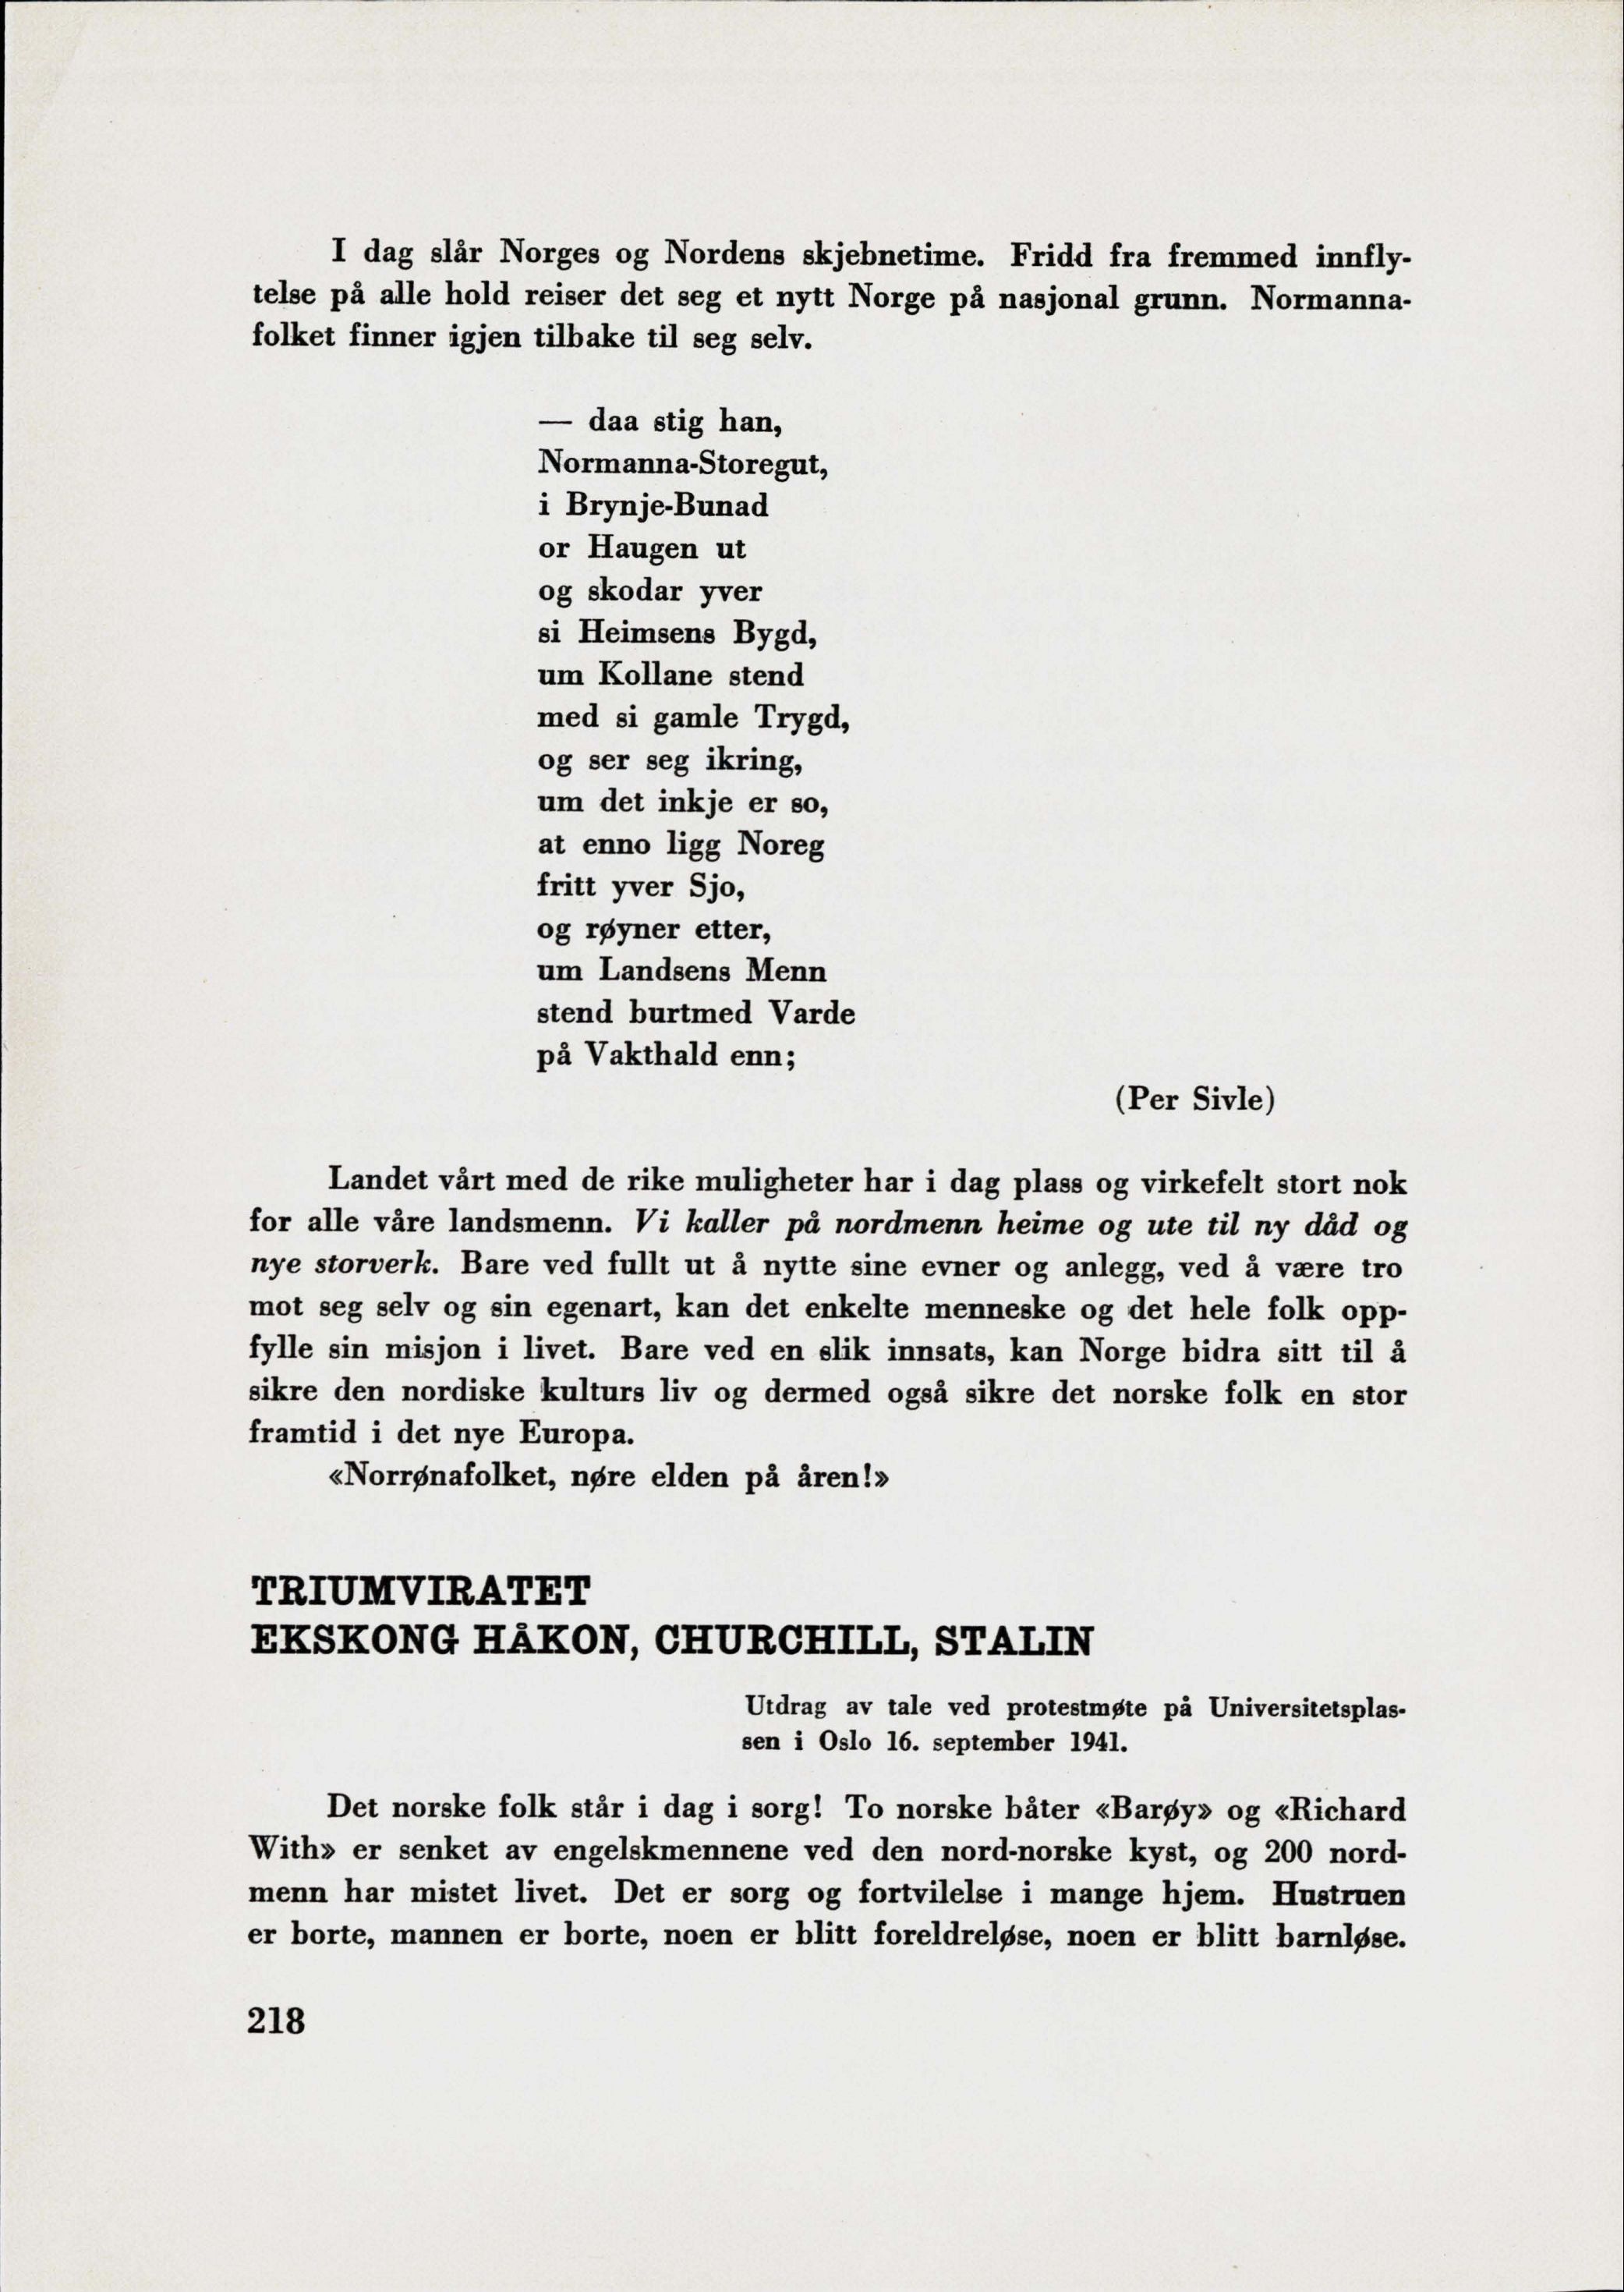 I dag slår Norges og Nordens skjebnetime. Fridd fra fremmed innfly-
telse på alle hold reiser det seg et nytt Norge på nasjonal grunn. Normanna-
folket finner igjen tilbake til seg selv.
— daa stig han,
Normanna-Storegut,
i Brynje-Bunad
or Haugen ut
og skodar yver
si Heimsens Bygd,
um Kollane stend
med si gamle Trygd,
og ser seg ikring,
um det inkje er so,
at enno ligg Noreg
fritt yver Sjo,
og røyner etter,
um Landsens Menn
stend burtmed Varde
på Vakthald enn;
(Per Sivle)
Landet vårt med de rike muligheter har i dag plass og virkefelt stort nok
for alle våre landsmenn. Vi kaller på nordmenn heime og ute til ny dåd og
nye storverk. Bare ved fullt ut å nytte sine evner og anlegg, ved å være tro
mot seg selv og sin egenart, kan det enkelte menneske og det hele folk opp-
fylle sin misjon i livet. Bare ved en slik innsats, kan Norge bidra sitt til å
sikre den nordiske kulturs liv og dermed også sikre det norske folk en stor
framtid i det nye Europa.
«Norrønafolket, nøre elden på åren!»
TRIUMVIRATET
EKSKONG HÅKON, CHURCHILL, STALIN
Utdrag av tale ved protestmøte på Universitetsplas-
sen i Oslo 16. september 1941.
Det norske folk står i dag i sorg! To norske båter «Barøy» og «Richard
With» er senket av engelskmennene ved den nord-norske kyst, og 200 nord-
menn har mistet livet. Det er sorg og fortvilelse i mange hjem. Hustruen
er borte, mannen er borte, noen er blitt foreldreløse, noen er blitt barnløse.
218